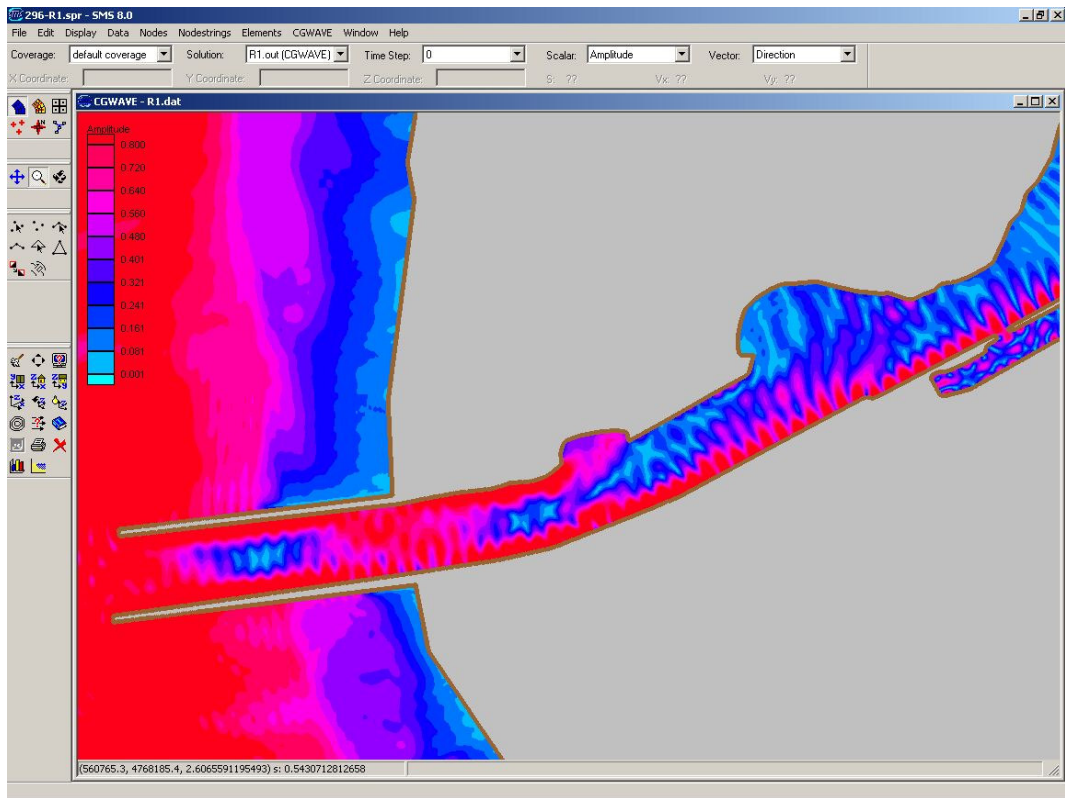 296-R1.spr - SMS 8.0
File Edit Display Data Nodes Nodestrings Elements CGWAVE Window Help
Coverage: default coverage Solution: R1.out (CGWAVE) Time Step: 0 Scalar: Amplitude Vector: Direction
X Coordinate: Y Coordinate: Z Coordinate: S: ?? Vx: ?? Vy: ??
CGWAVE - R1.dat
Amplitude
0.800
0.720
0.640
0.560
0.480
0.401
0.321
0.241
0.161
0.081
0.001
(560765.3, 4768185.4, 2.6065591195493) s: 0.5430712812658